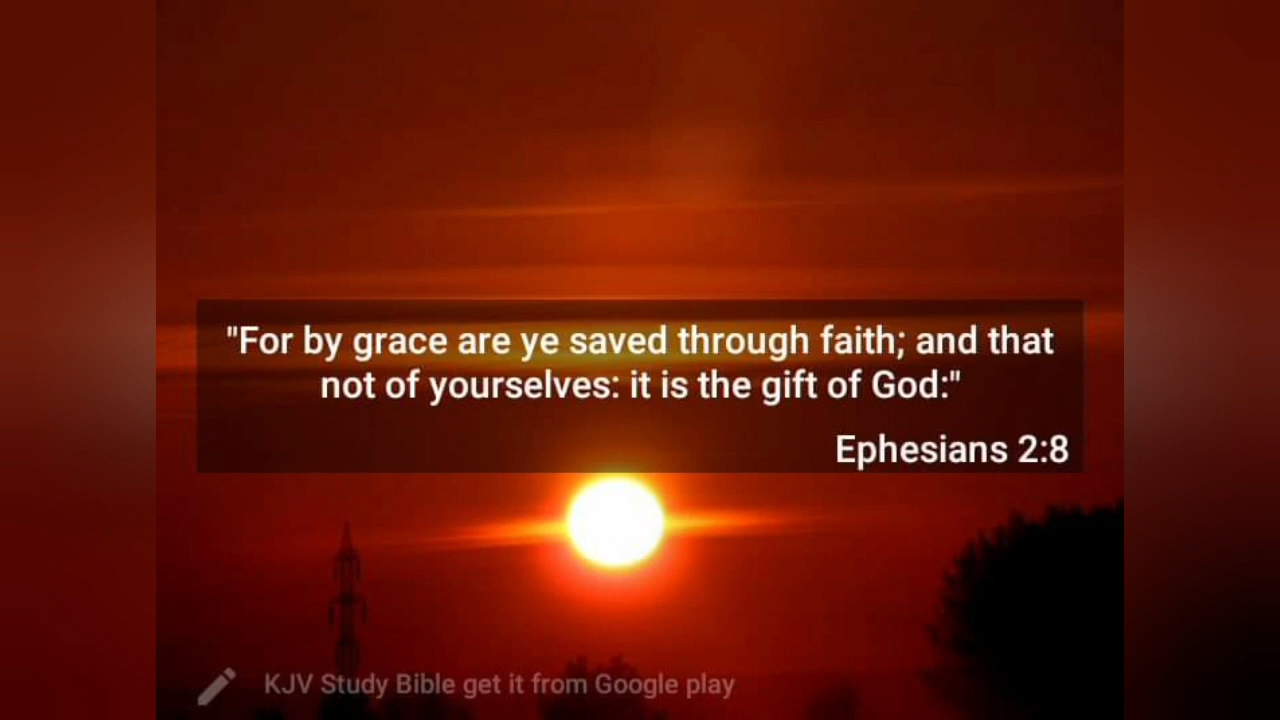 "For by grace are ye saved through faith; and that
not of yourselves: it is the gift of God:"
Ephesians 2:8
KJV Study Bible get it from Google play